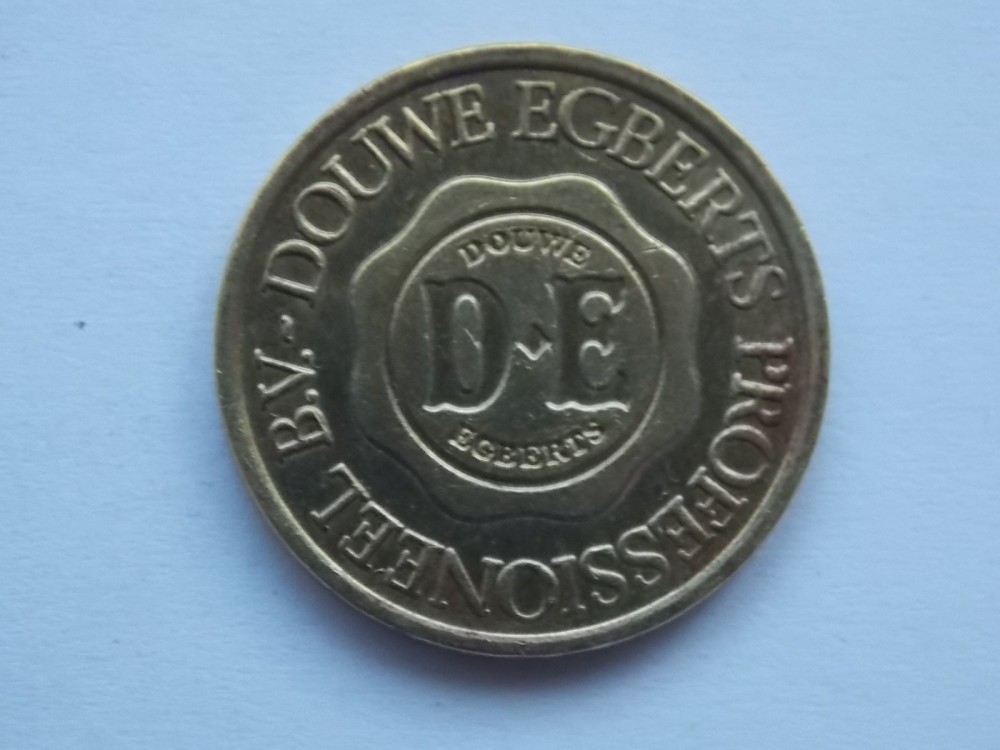 DOUWE EGBERTS PROFESSIONEEL B.V. ~
DOUWE
D~E
EGBERTS